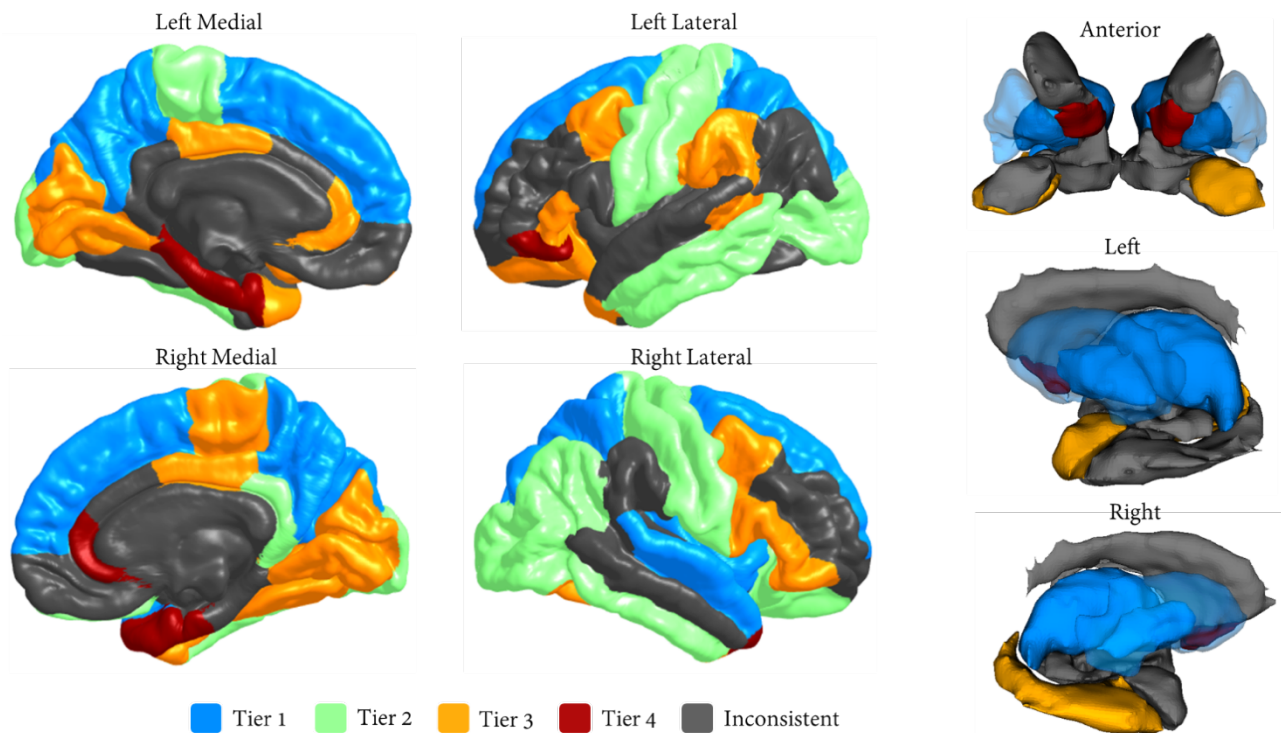 Left Medial
Left Lateral
Anterior
Left
Right Medial
Right Lateral
Right
Tier 1
Tier 2
Tier 3
Tier 4
Inconsistent